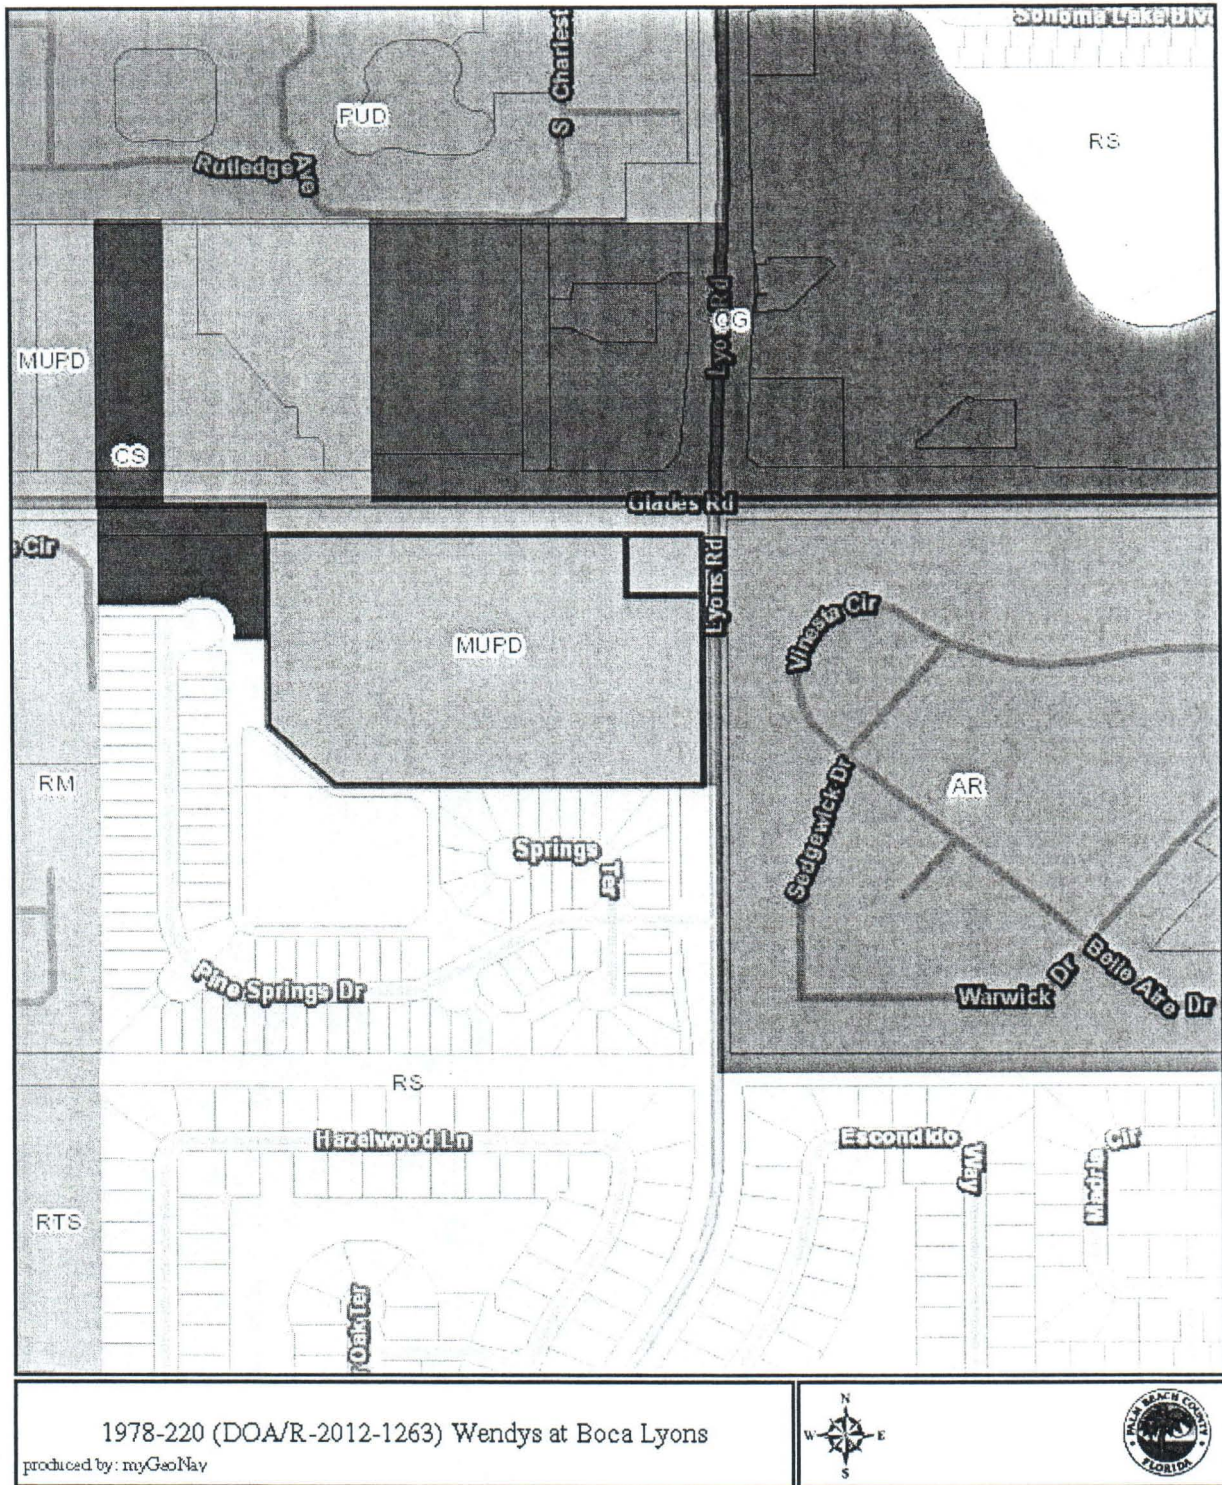 Sonoma Lake Blv
S Charlest
PUD
RS
Rutledge Ave
Lyons Rd
CG
MUPD
CS
Glades Rd
Cir
Lyons Rd
Vinesta Cir
MUPD
RM
Sedgewick Dr
AR
Springs Ter
Pine Springs Dr
Warwick Dr
Belle Aire Dr
RS
Hazelwood Ln
Escondido Way
Madria Cir
RTS
r Oak Ter
1978-220 (DOA/R-2012-1263) Wendys at Boca Lyons
produced by: myGeoNav
N
W E
S
PALM BEACH COUNTY
FLORIDA